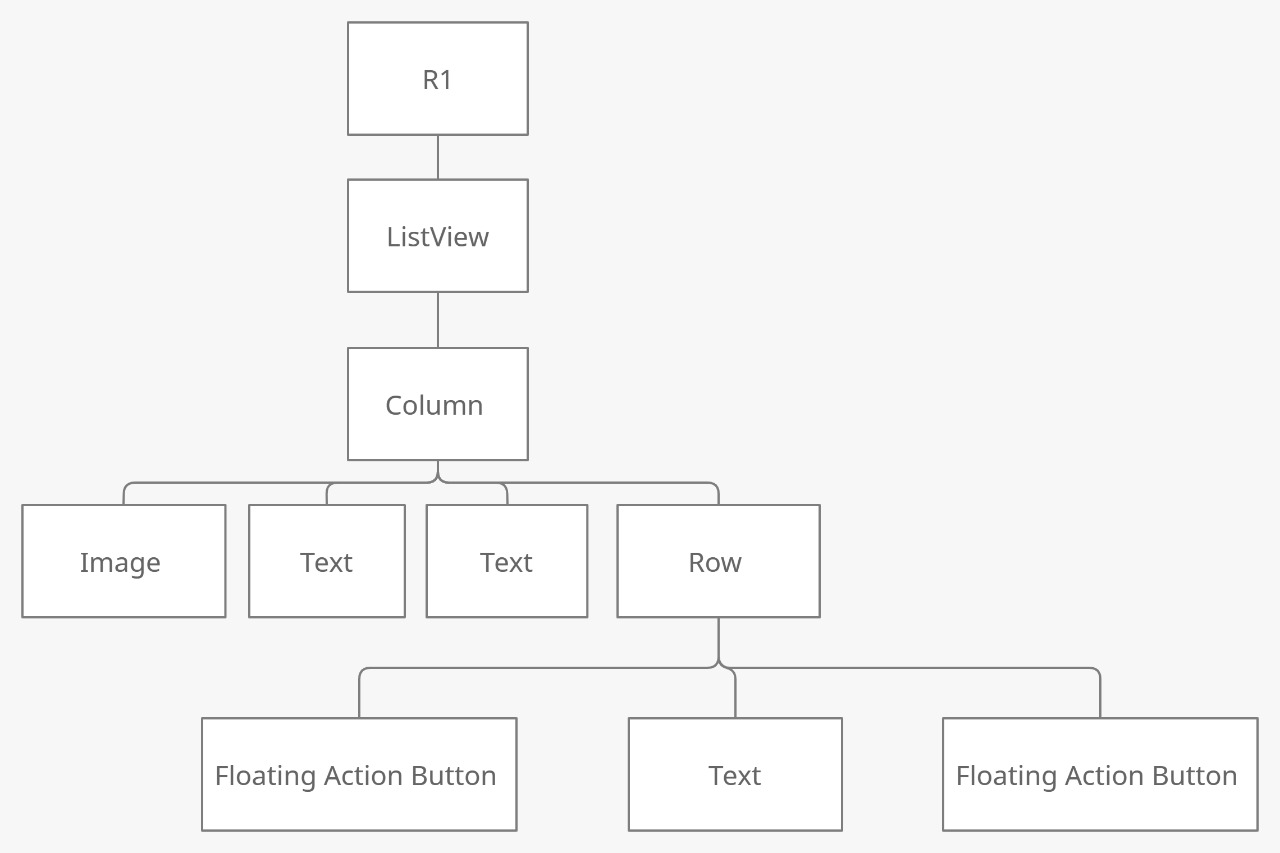 R1
ListView
Column
Image
Text
Text
Row
Floating Action Button
Text
Floating Action Button